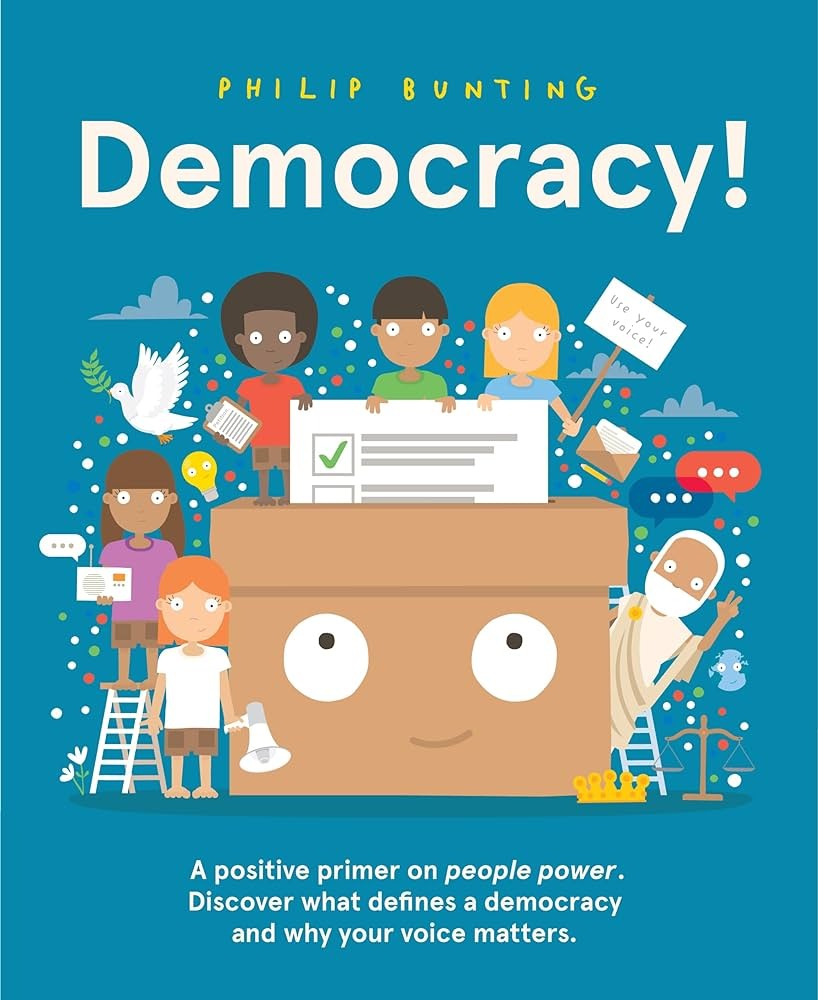 PHILIP BUNTING
Democracy!
Use Your
voice!
Petition
A positive primer on people power.
Discover what defines a democracy
and why your voice matters.